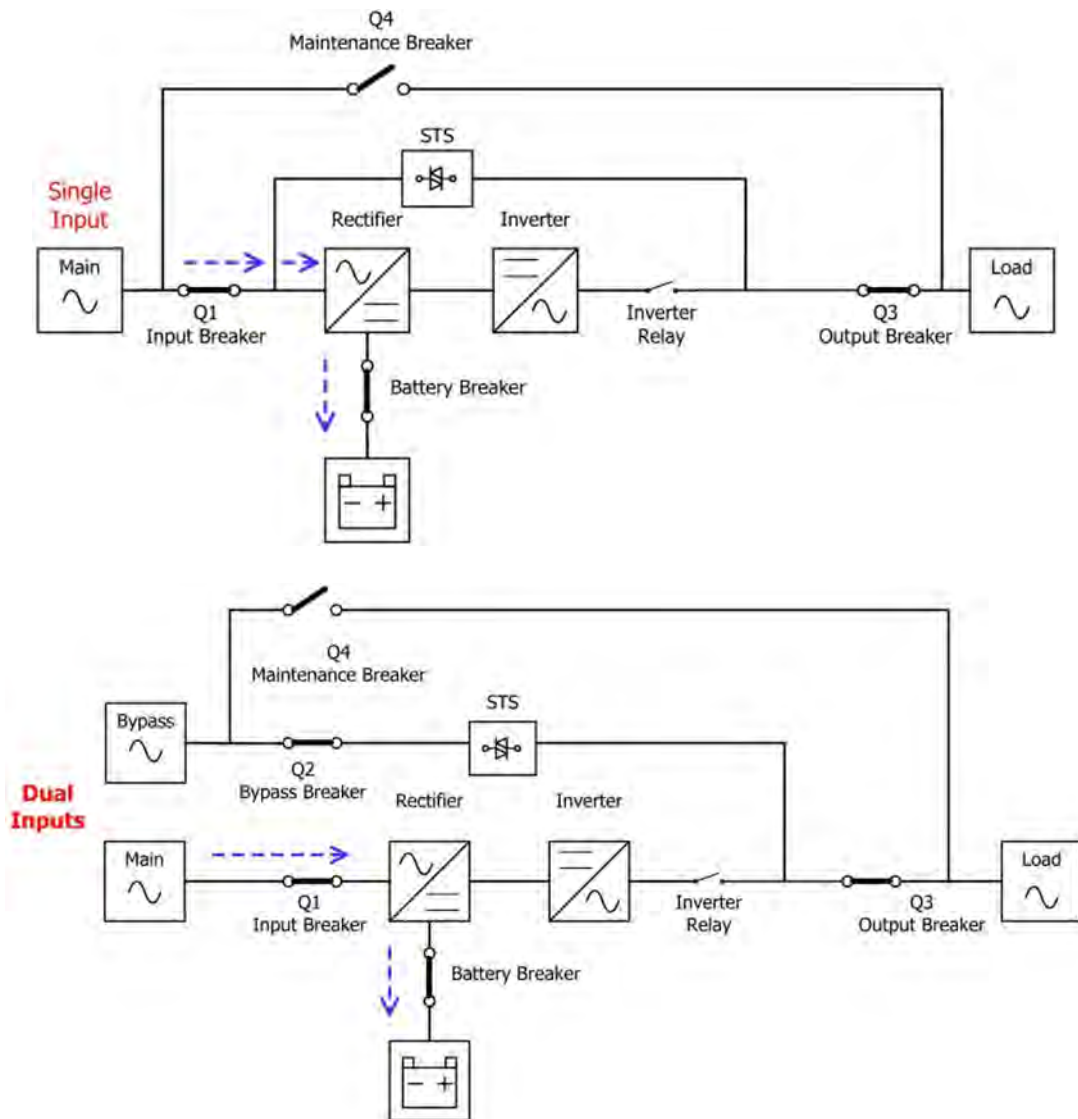 Q4
Maintenance Breaker
STS
Single
Input
Rectifier
Inverter
Main
Load
Q1
Input Breaker
Inverter
Relay
Q3
Output Breaker
Battery Breaker
Q4
Maintenance Breaker
STS
Bypass
Q2
Bypass Breaker
Dual
Inputs
Rectifier
Inverter
Main
Load
Q1
Input Breaker
Inverter
Relay
Q3
Output Breaker
Battery Breaker